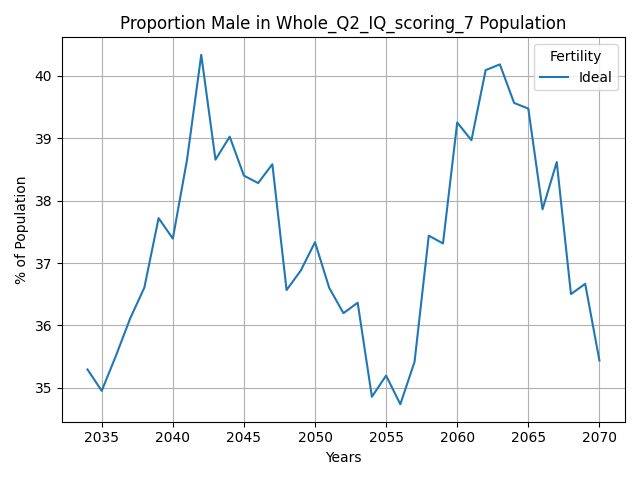 Proportion Male in Whole_Q2_IQ_scoring_7 Population
Fertility
Ideal
% of Population
40
39
38
37
36
35
2035 2040 2045 2050 2055 2060 2065 2070
Years